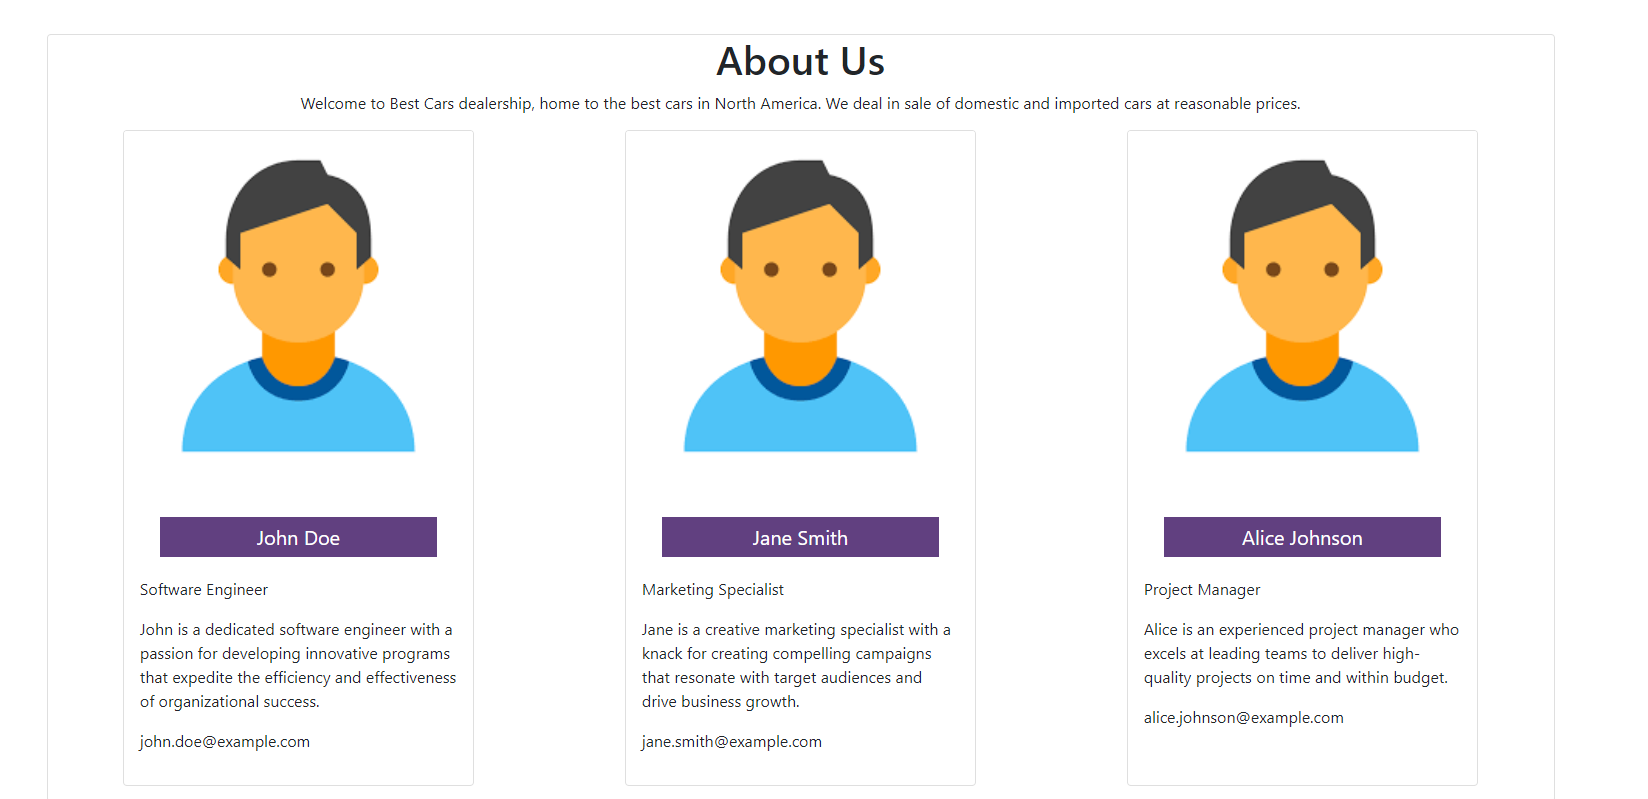 About Us
Welcome to Best Cars dealership, home to the best cars in North America. We deal in sale of domestic and imported cars at reasonable prices.
John Doe
Software Engineer
John is a dedicated software engineer with a
passion for developing innovative programs
that expedite the efficiency and effectiveness
of organizational success.
john.doe@example.com
Jane Smith
Marketing Specialist
Jane is a creative marketing specialist with a
knack for creating compelling campaigns
that resonate with target audiences and
drive business growth.
jane.smith@example.com
Alice Johnson
Project Manager
Alice is an experienced project manager who
excels at leading teams to deliver high-
quality projects on time and within budget.
alice.johnson@example.com